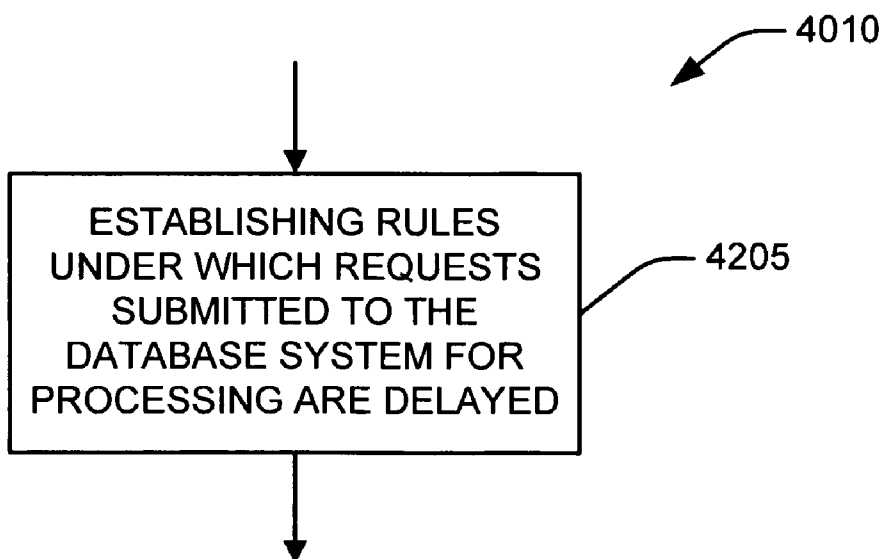 4010
ESTABLISHING RULES
UNDER WHICH REQUESTS
SUBMITTED TO THE
DATABASE SYSTEM FOR
PROCESSING ARE DELAYED
4205